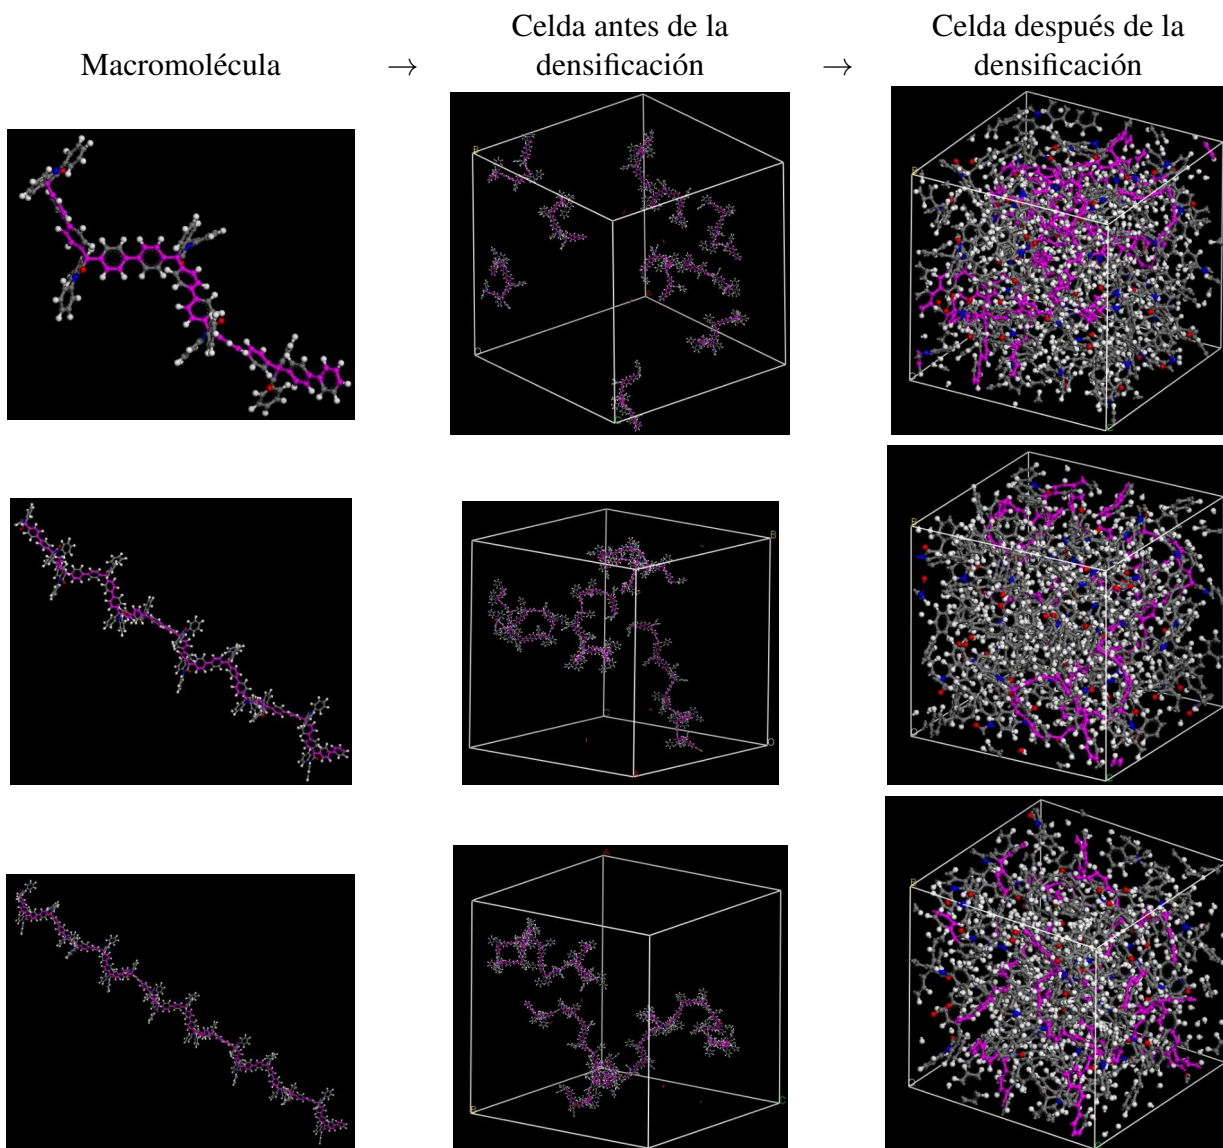 Macromolécula
→
Celda antes de la
densificación
→
Celda después de la
densificación
B
O
C
B
O
C
B
O
B
O
C
A
B
C
B
O